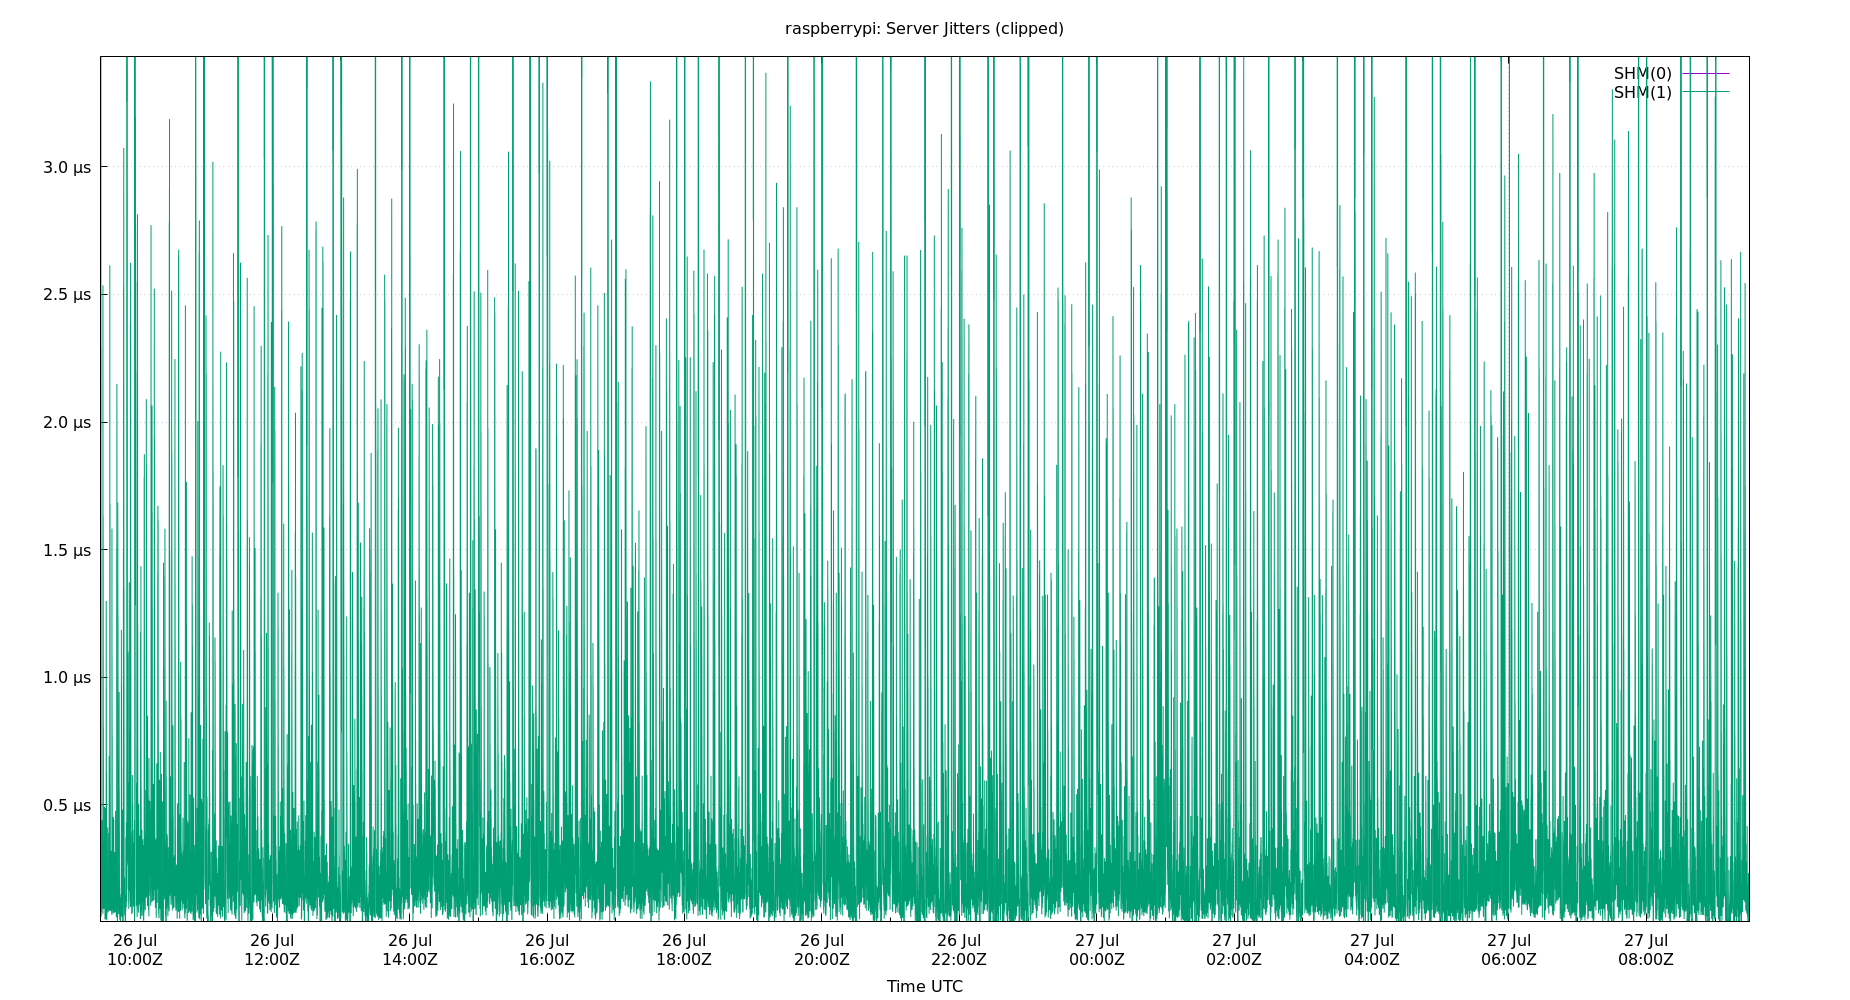 raspberrypi: Server Jitters (clipped)
SHM(0)
SHM(1)
3.0 µs
2.5 µs
2.0 µs
1.5 µs
1.0 µs
0.5 µs
26 Jul 26 Jul 26 Jul 26 Jul 26 Jul 26 Jul 26 Jul 27 Jul 27 Jul 27 Jul 27 Jul 27 Jul
10:00Z 12:00Z 14:00Z 16:00Z 18:00Z 20:00Z 22:00Z 00:00Z 02:00Z 04:00Z 06:00Z 08:00Z
Time UTC